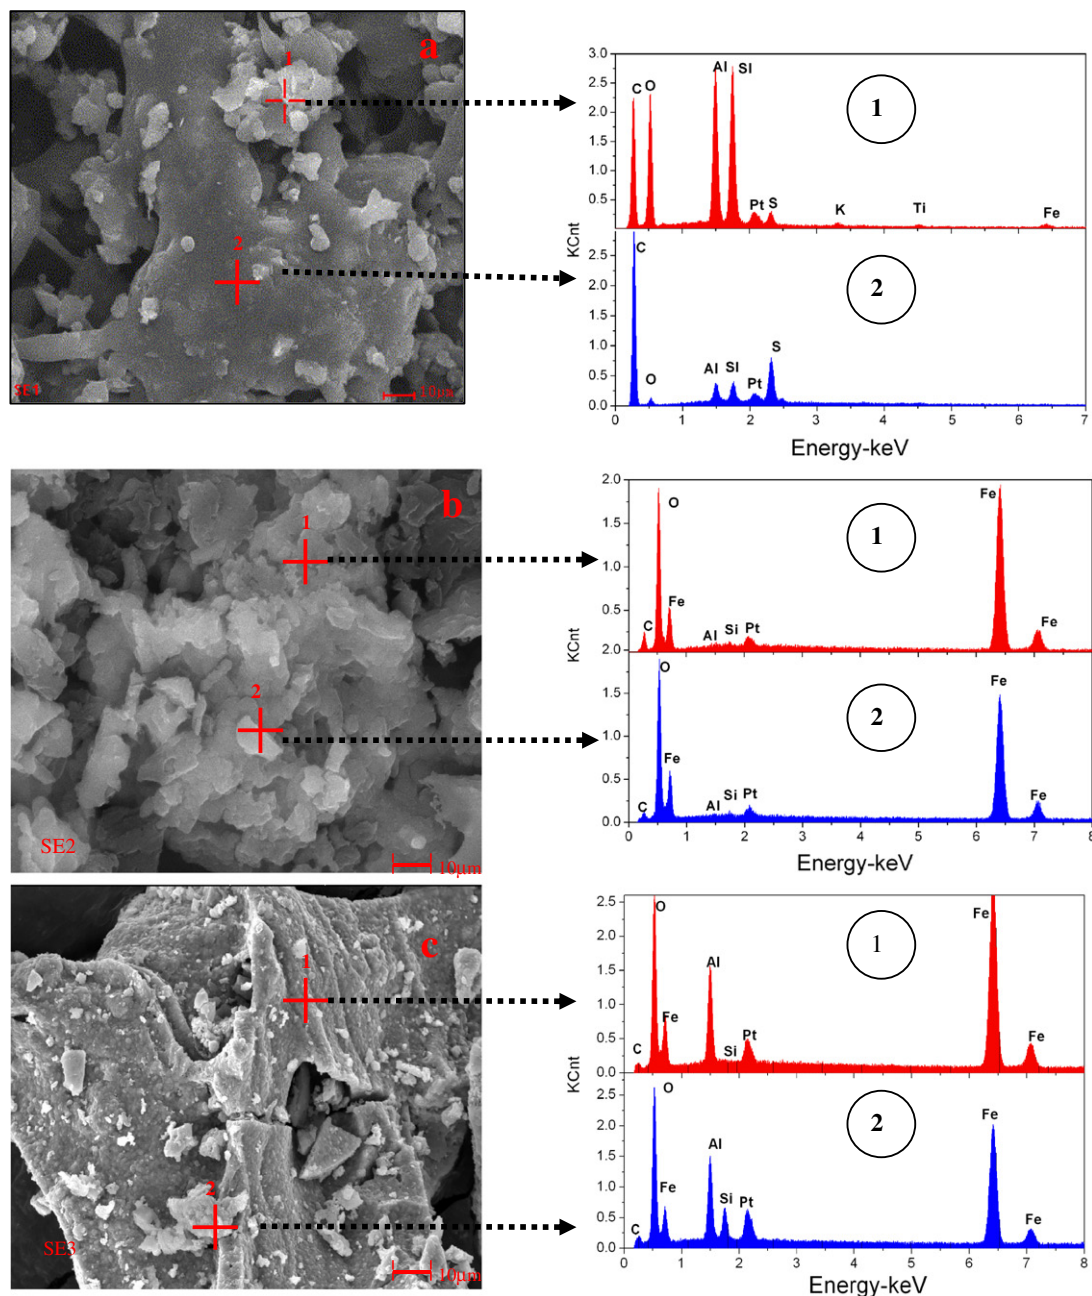 a
1
2
SE1
10µm
3.0
2.5
2.0
1.5
1.0
0.5
C
O
Al
SI
Pt
S
K
Ti
Fe
1
KCnt
2.5
2.0
1.5
1.0
0.5
0.0
C
O
Al
SI
Pt
S
2
0 1 2 3 4 5 6 7
Energy-keV
b
1
2
SE2
10µm
2.0
1.5
1.0
0.5
2.0
C
O
Fe
Al
Si
Pt
Fe
Fe
1
KCnt
1.5
1.0
0.5
0.0
C
O
Fe
Al
Si
Pt
Fe
Fe
2
0 1 2 3 4 5 6 7 8
Energy-keV
c
1
2
SE3
10µm
2.5
2.0
1.5
1.0
0.5
0.0
C
O
Fe
Al
Si
Pt
Fe
Fe
1
KCnt
2.5
2.0
1.5
1.0
0.5
0.0
C
O
Fe
Al
Si
Pt
Fe
Fe
2
0 1 2 3 4 5 6 7 8
Energy-keV